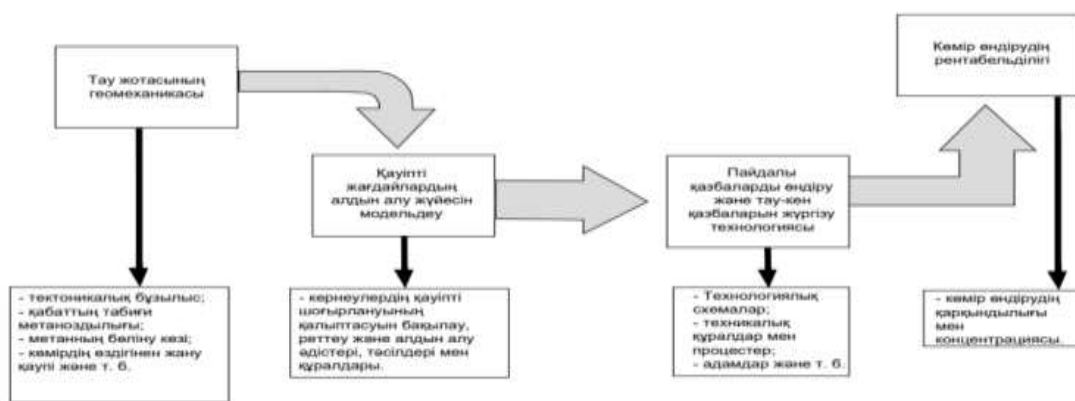 Тау жотасының
геомеханикасы
Қауіпті
жағдайлардың
алдын алу жүйесін
модельдеу
Пайдалы
қазбаларды өндіру
және тау-кен
қазбаларын жүргізу
технологиясы
Көмір өндірудің
рентабельділігі
- тектоникалық бұзылыс;
- қабаттың табиғи
метаноздылығы;
- метанның бөліну көзі;
- көмірдің өздігінен жану
қаупі және т. б.
- кернеулердің қауіпті
шоғырлануының
қалыптасуын бақылау,
реттеу және алдын алу
әдістері, тәсілдері мен
құралдары.
- Технологиялық
схемалар;
- техникалық
құралдар мен
процестер;
- адамдар және т. б.
- көмір өндірудің
қарқындылығы
мен
концентрациясы.